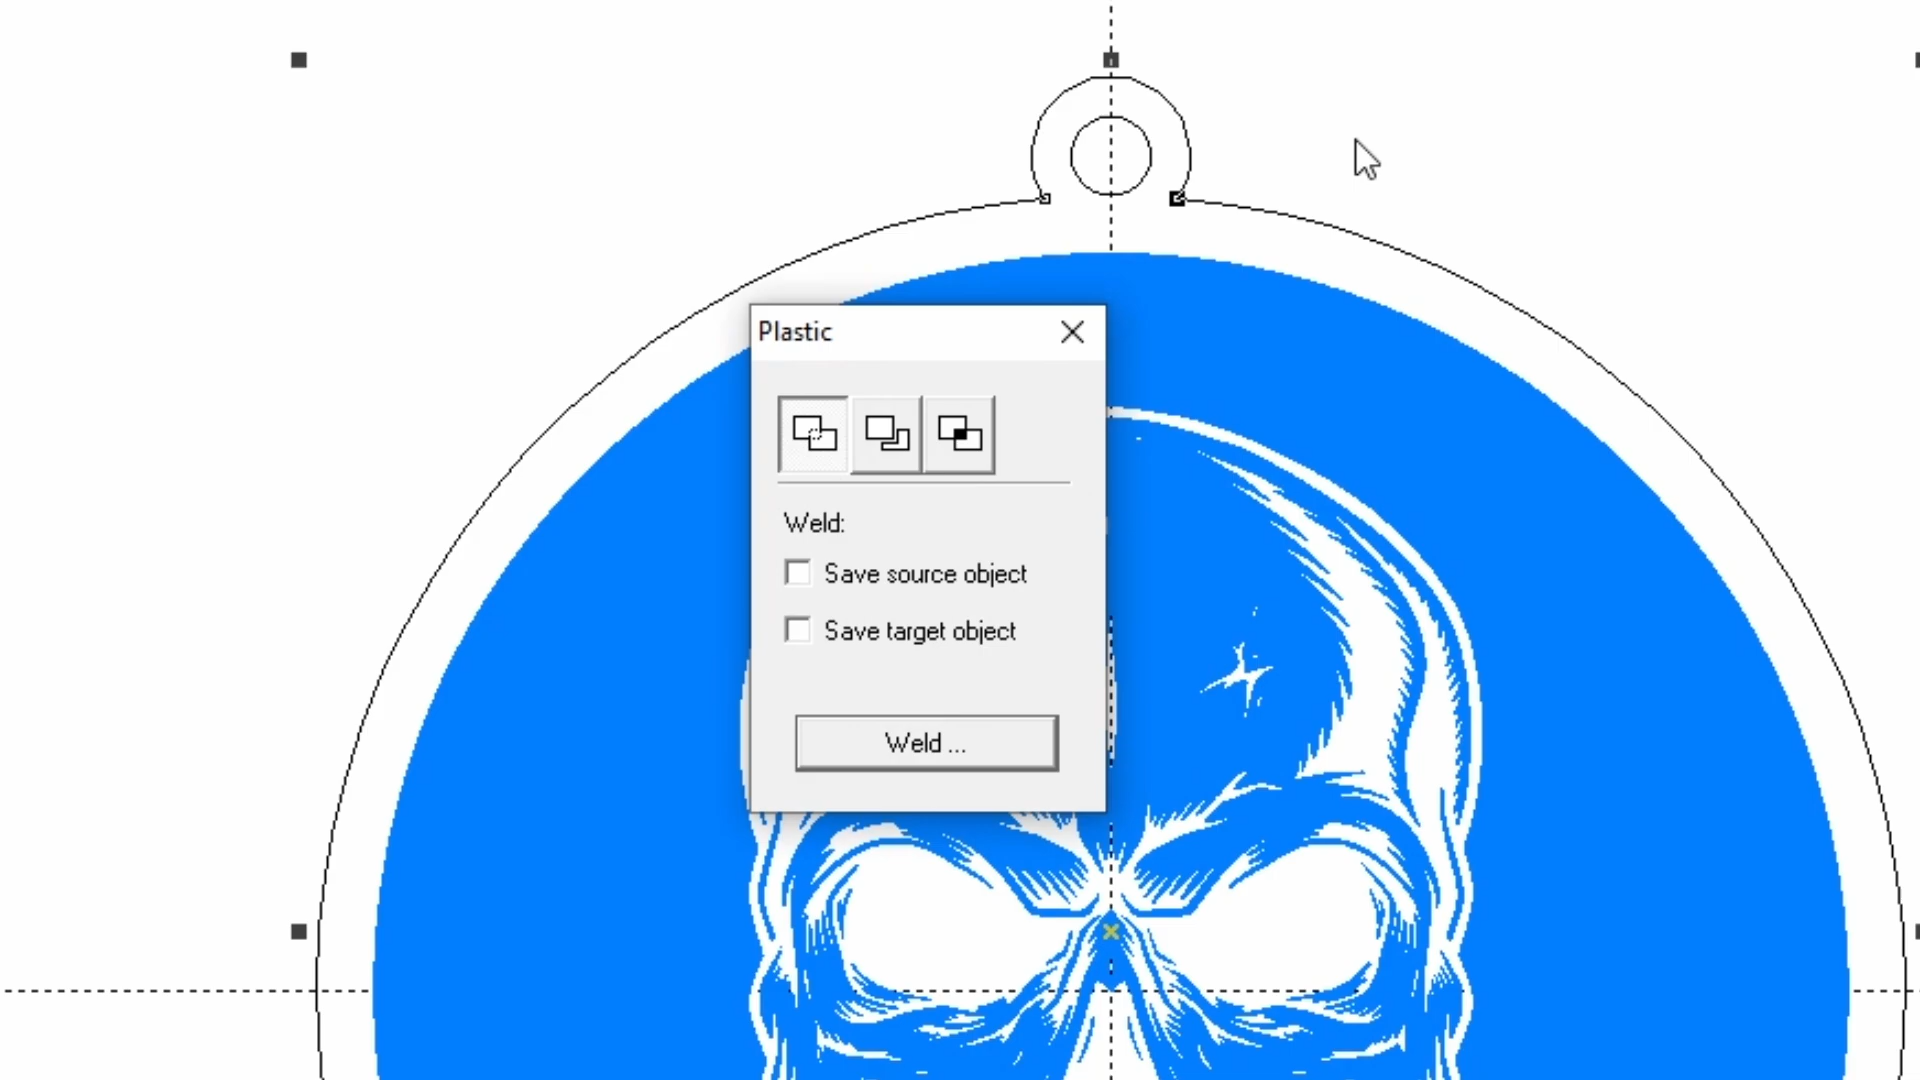 Plastic
Weld:
Save source object
Save target object
Weld ...